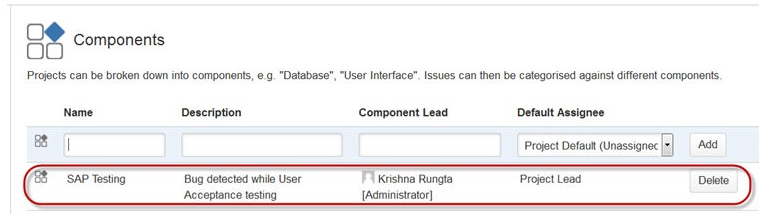 Components
Projects can be broken down into components, e.g. "Database", "User Interface". Issues can then be categorised against different components.
Name Description Component Lead Default Assignee
Project Default (Unassignec Add
SAP Testing Bug detected while User Krishna Rungta Project Lead Delete
Acceptance testing [Administrator]